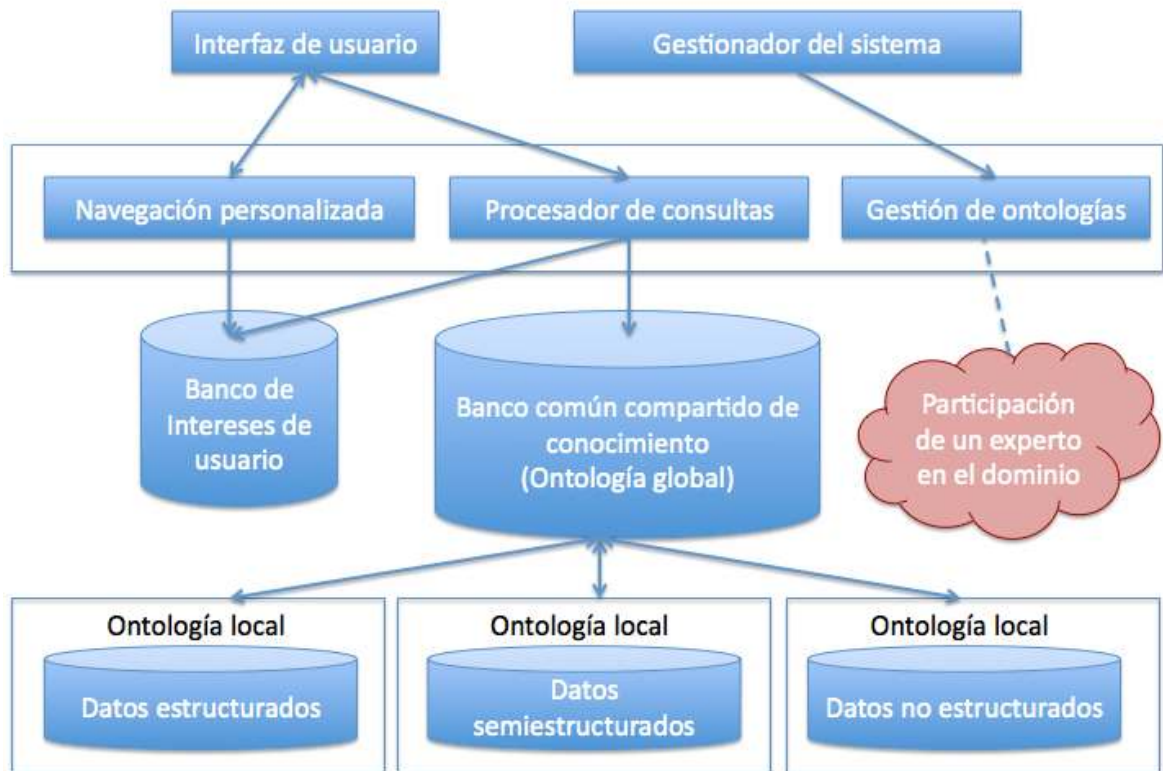 Interfaz de usuario
Gestionador del sistema
Navegación personalizada
Procesador de consultas
Gestión de ontologías
Banco de
Intereses de
usuario
Banco común compartido de
conocimiento
(Ontología global)
Participación
de un experto
en el dominio
Ontología local
Datos estructurados
Ontología local
Datos
semiestructurados
Ontología local
Datos no estructurados